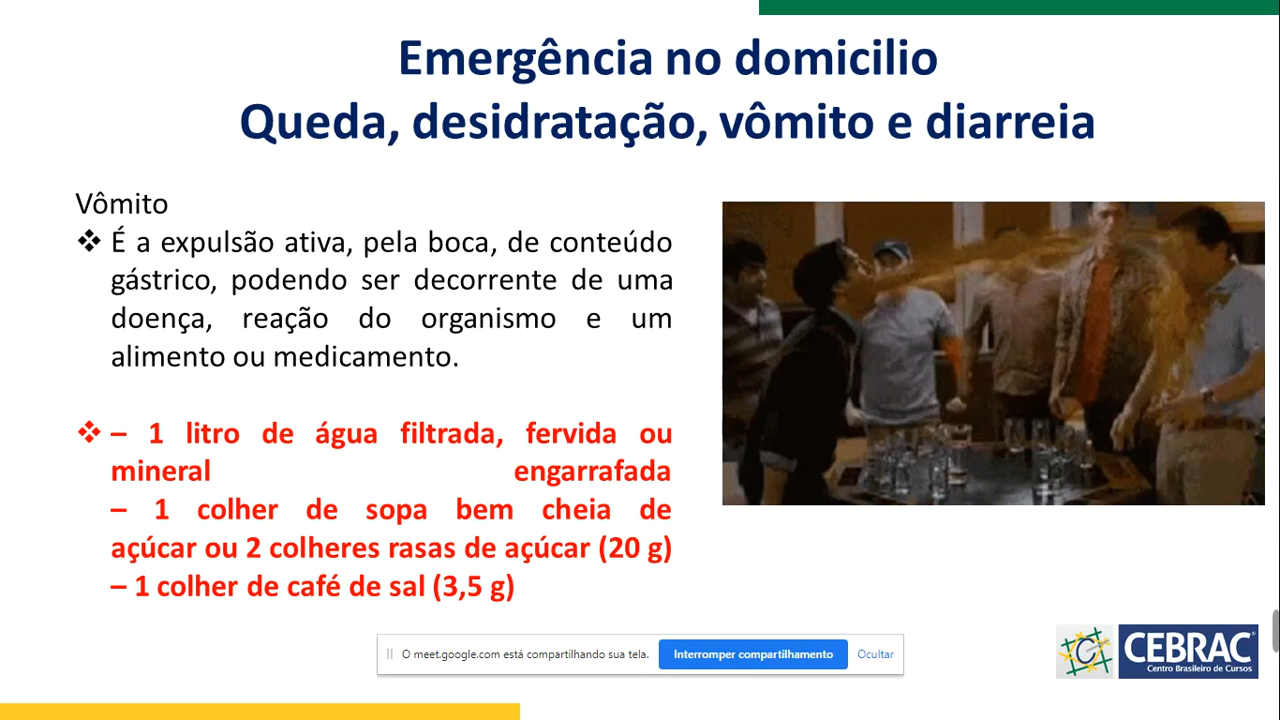 Emergência no domicilio
Queda, desidratação, vômito e diarreia
Vômito
❖ É a expulsão ativa, pela boca, de conteúdo
gástrico, podendo ser decorrente de uma
doença, reação do organismo e um
alimento ou medicamento.
❖ – 1 litro de água filtrada, fervida ou
mineral engarrafada
– 1 colher de sopa bem cheia de
açúcar ou 2 colheres rasas de açúcar (20 g)
– 1 colher de café de sal (3,5 g)
O meet.google.com está compartilhando sua tela.
Interromper compartilhamento
Ocultar
CEBRAC®
Centro Brasileiro de Cursos